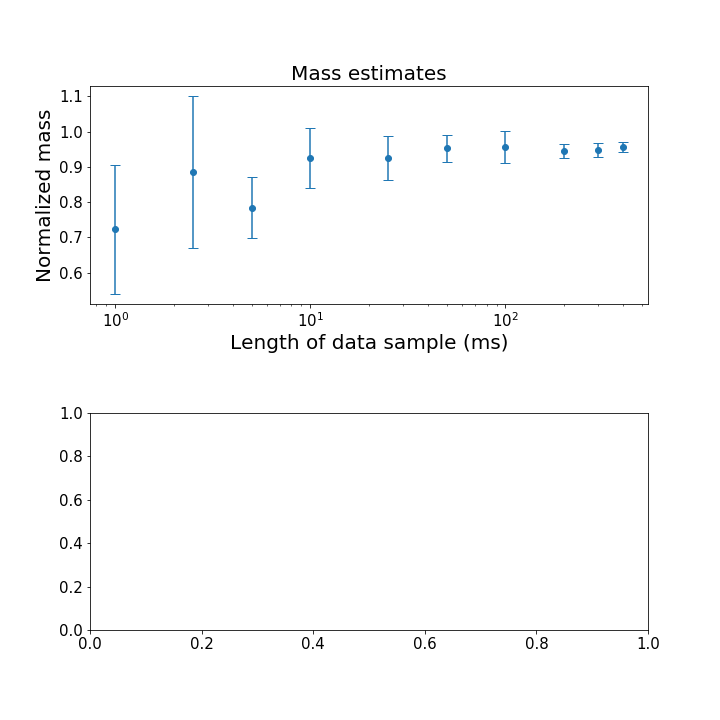 Mass estimates
Normalized mass
1.1
1.0
0.9
0.8
0.7
0.6
10⁰ 10¹ 10²
Length of data sample (ms)
1.0
0.8
0.6
0.4
0.2
0.0
0.0 0.2 0.4 0.6 0.8 1.0